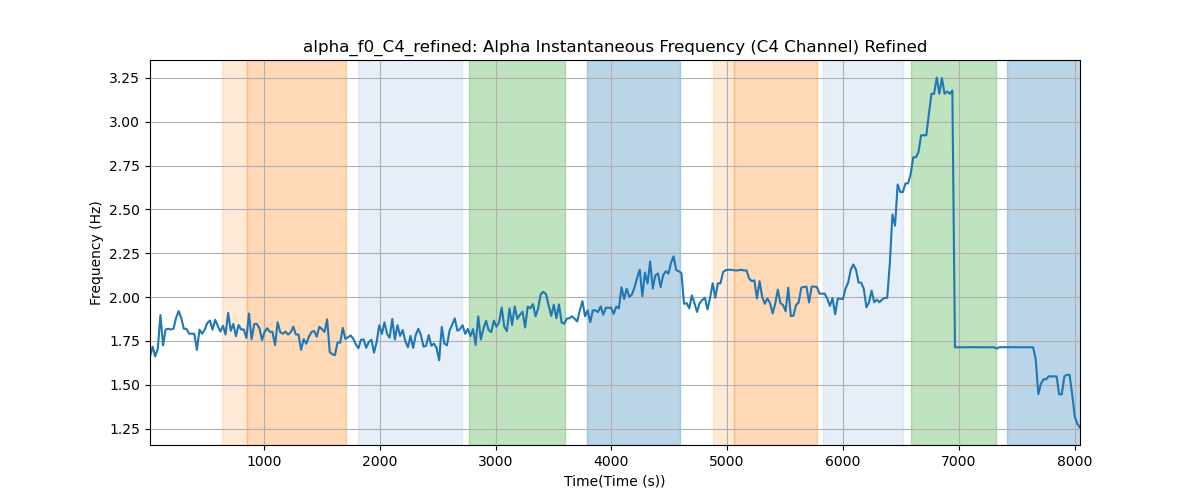 alpha_f0_C4_refined: Alpha Instantaneous Frequency (C4 Channel) Refined
3.25
3.00
2.75
2.50
2.25
2.00
1.75
1.50
1.25
Frequency (Hz)
1000 2000 3000 4000 5000 6000 7000 8000
Time(Time (s))